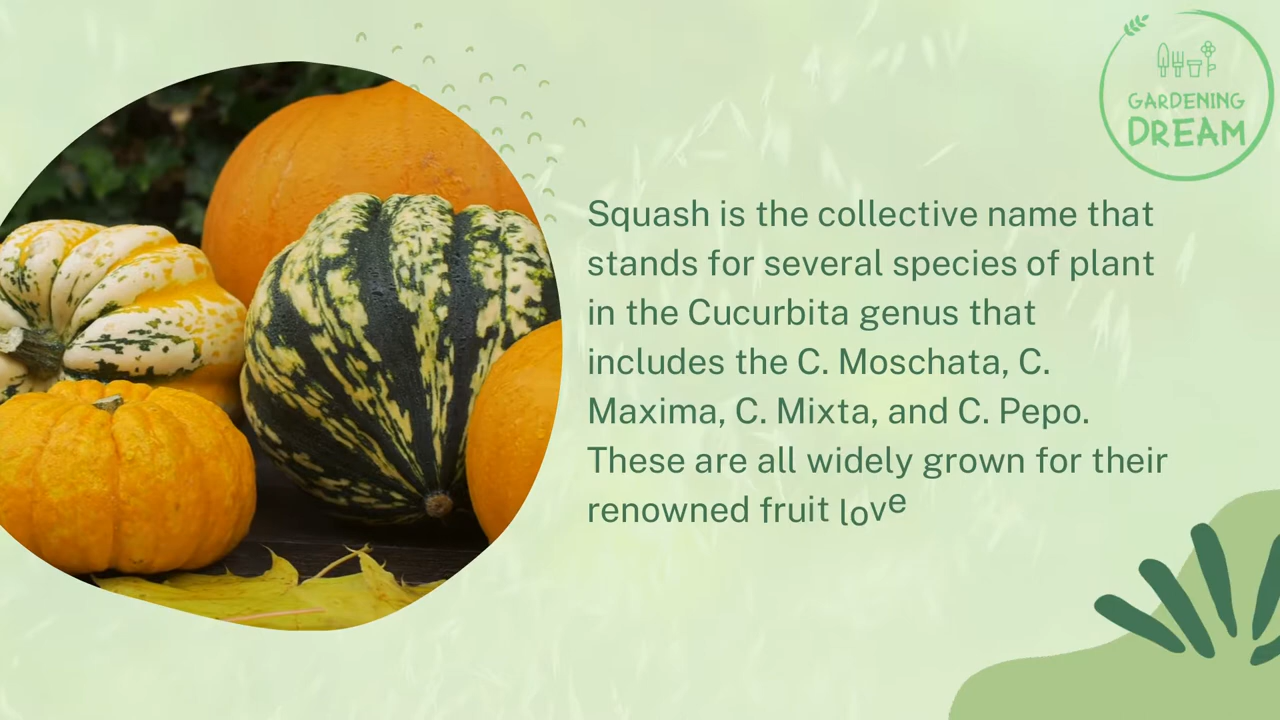 GARDENING
DREAM
Squash is the collective name that
stands for several species of plant
in the Cucurbita genus that
includes the C. Moschata, C.
Maxima, C. Mixta, and C. Pepo.
These are all widely grown for their
renowned fruit love